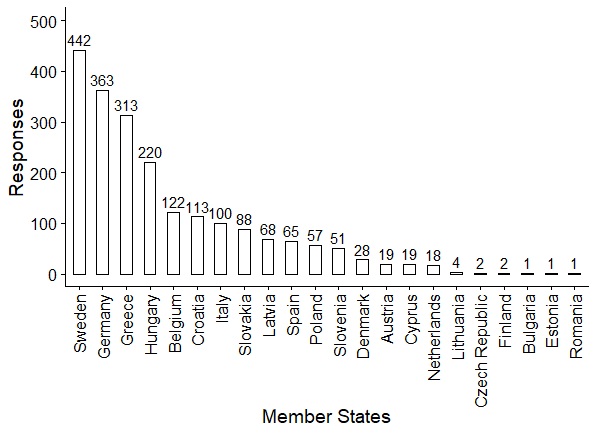 Responses
500
400
300
200
100
0
442
363
313
220
122
113
100
88
68
65
57
51
28
19
19
18
4
2
2
1
1
1
Sweden
Germany
Greece
Hungary
Belgium
Croatia
Italy
Slovakia
Latvia
Spain
Poland
Slovenia
Denmark
Austria
Cyprus
Netherlands
Lithuania
Czech Republic
Finland
Bulgaria
Estonia
Romania
Member States